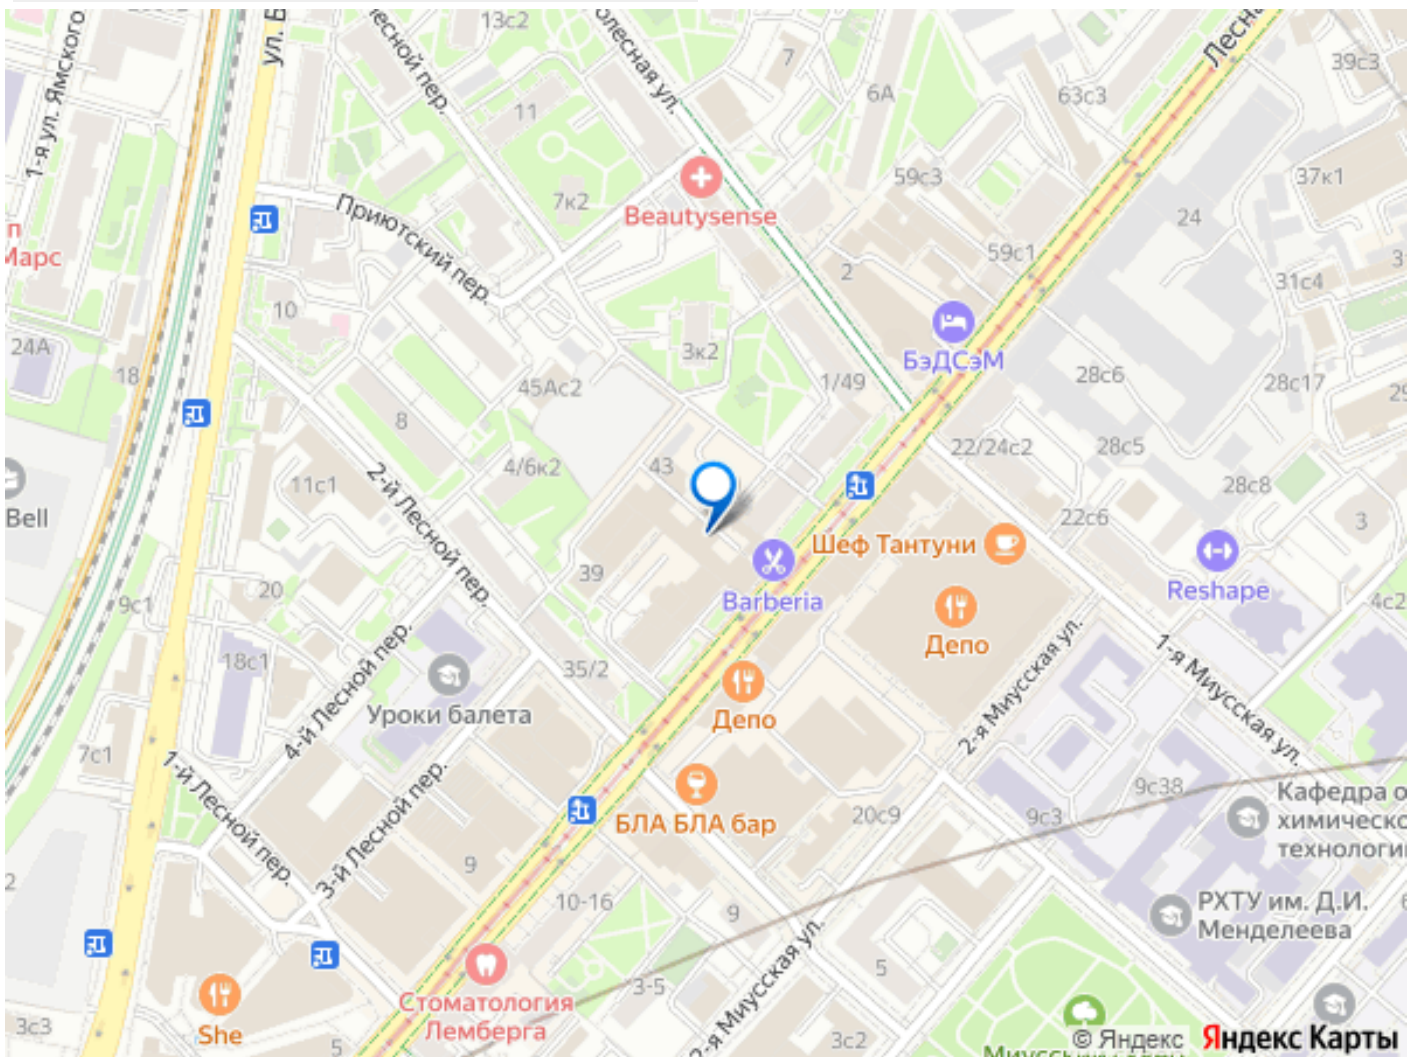 13с2
Лесной пер.
олесная ул.
7
6А
63с3
Лесна
39с3
1-я ул. Ямского
ул. Б
11
59с3
37к1
Beautysense
7к2
Приютский пер.
24
п
Марс
59с1
2
31с4
10
24А
БэДСэМ
3к2
18
45Ас2
1/49
28с6
28с17
8
22/24с2
28с5
4/6к2
43
11с1
2-й Лесной пер.
28с8
Bell
22с6
3
Шеф Тантуни
39
Reshape
20
Barberia
9с1
4с2
Депо
1-я Миусская ул.
18с1
35/2
4-й Лесной пер.
Уроки балета
Депо
2-я Миусская ул.
7с1
1-й Лесной пер.
3-й Лесной пер.
9с38
Кафедра о
химическо
технологи
БЛА БЛА бар
20с9
9с3
9
2
10-16
9
РХТУ им. Д.И.
Менделеева
2-я Миусская ул.
5
3-5
Стоматология
Лемберга
3с3
She
5
3с2
© Яндекс
Яндекс Карты